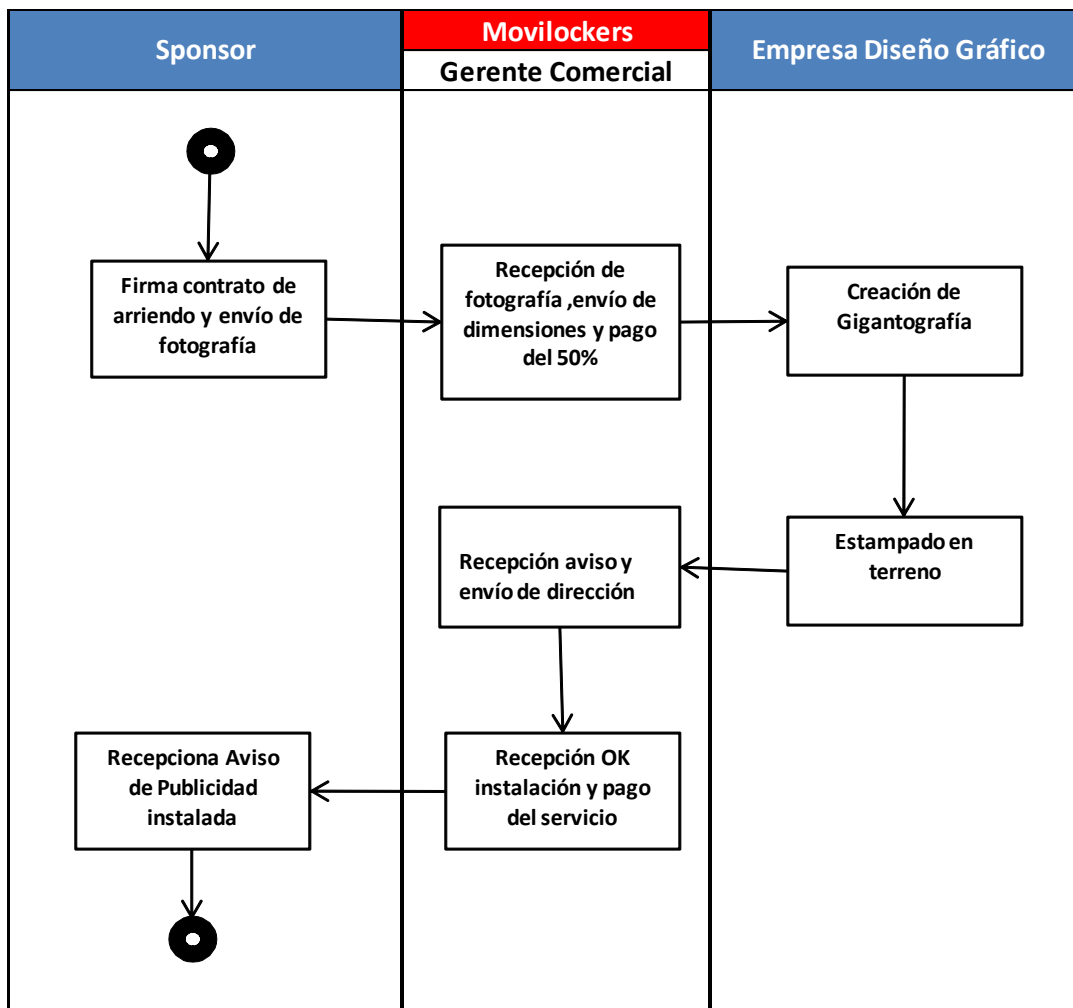 Sponsor
Movilockers
Gerente Comercial
Empresa Diseño Gráfico
Firma contrato de
arriendo y envío de
fotografía
Recepción de
fotografía ,envío de
dimensiones y pago
del 50%
Creación de
Gigantografía
Estampado en
terreno
Recepción aviso y
envío de dirección
Recepción OK
instalación y pago
del servicio
Recepciona Aviso
de Publicidad
instalada